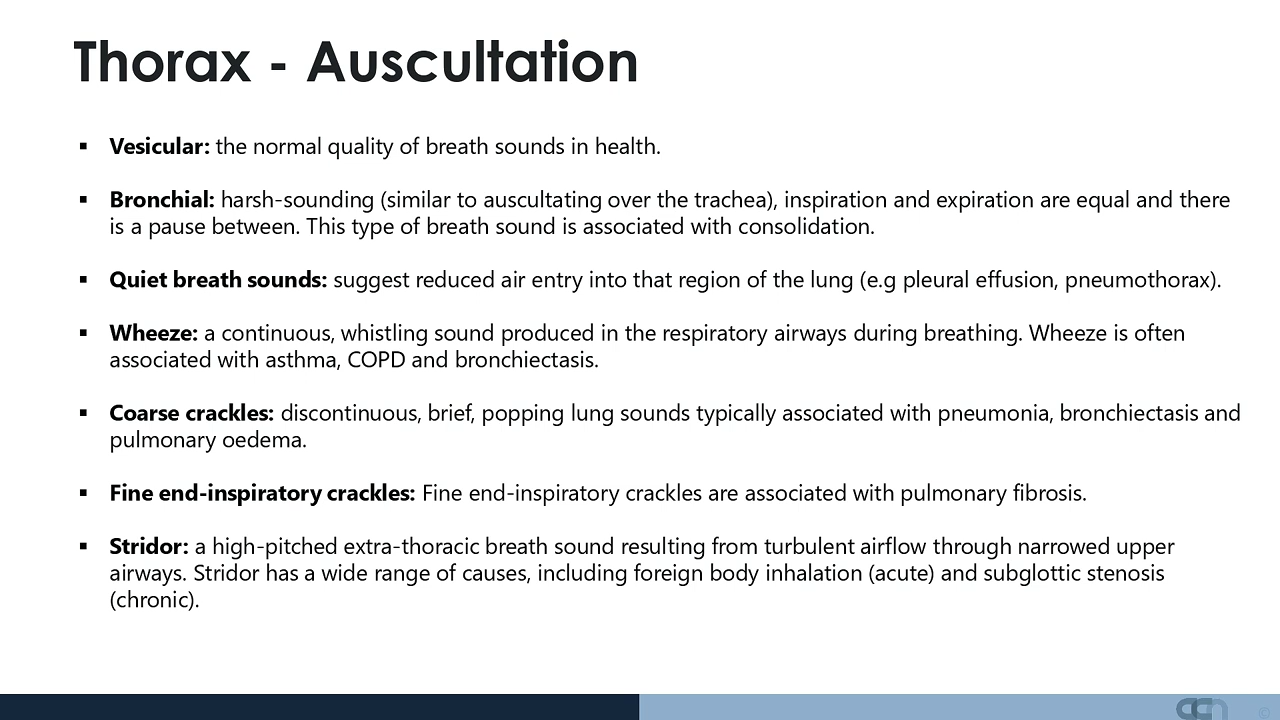 Thorax - Auscultation
▪ Vesicular: the normal quality of breath sounds in health.
▪ Bronchial: harsh-sounding (similar to auscultating over the trachea), inspiration and expiration are equal and there
is a pause between. This type of breath sound is associated with consolidation.
▪ Quiet breath sounds: suggest reduced air entry into that region of the lung (e.g pleural effusion, pneumothorax).
▪ Wheeze: a continuous, whistling sound produced in the respiratory airways during breathing. Wheeze is often
associated with asthma, COPD and bronchiectasis.
▪ Coarse crackles: discontinuous, brief, popping lung sounds typically associated with pneumonia, bronchiectasis and
pulmonary oedema.
▪ Fine end-inspiratory crackles: Fine end-inspiratory crackles are associated with pulmonary fibrosis.
▪ Stridor: a high-pitched extra-thoracic breath sound resulting from turbulent airflow through narrowed upper
airways. Stridor has a wide range of causes, including foreign body inhalation (acute) and subglottic stenosis
(chronic).